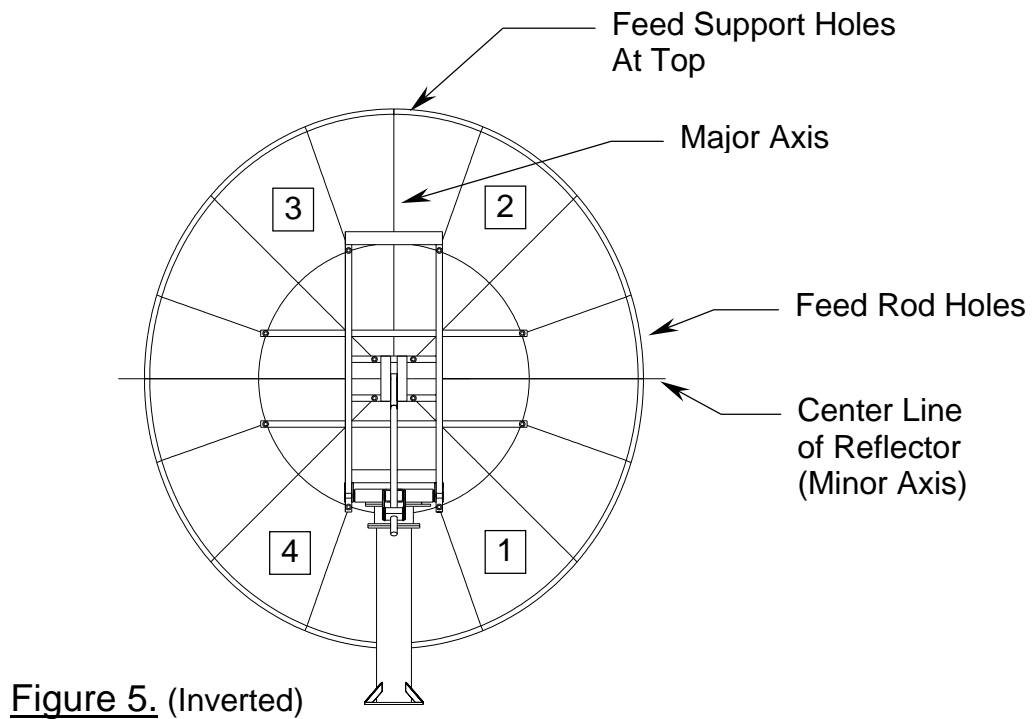 Feed Support Holes
At Top
Major Axis
3
2
Feed Rod Holes
Center Line
of Reflector
(Minor Axis)
4
1
Figure 5. (Inverted)